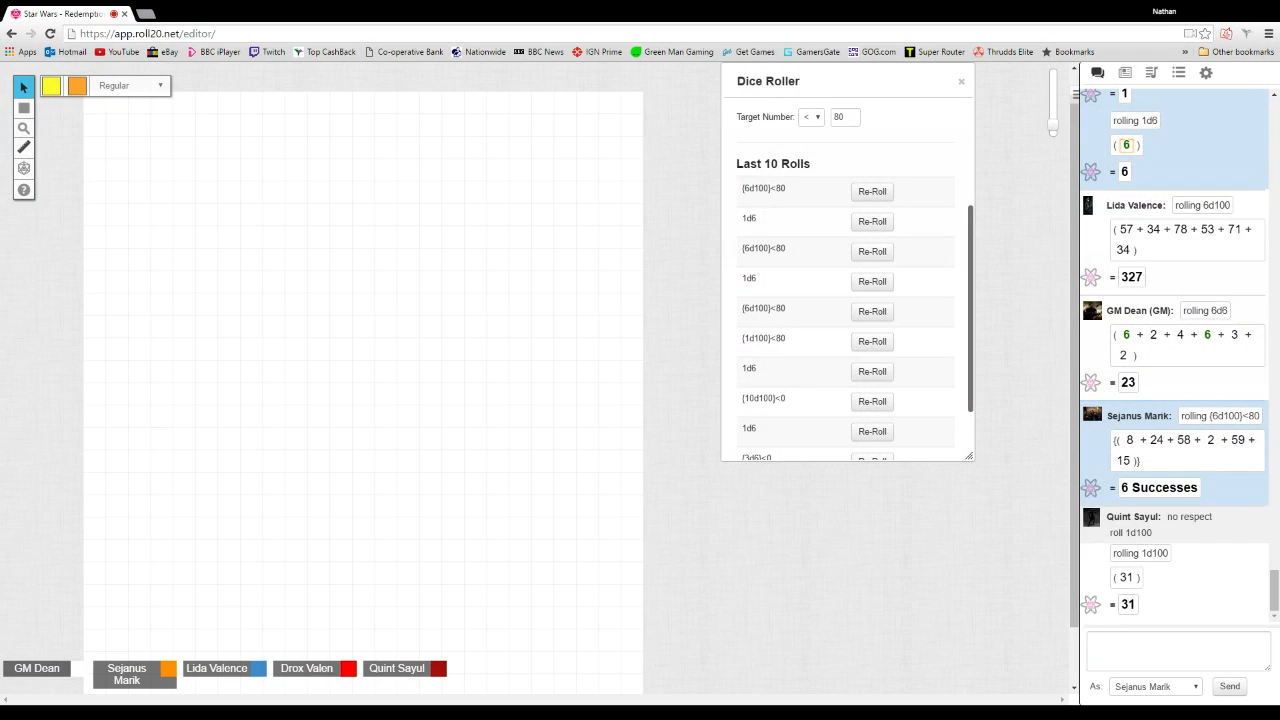 Nathan
Star Wars - Redemption
https://app.roll20.net/editor/
Apps Hotmail YouTube eBay BBC iPlayer Twitch Top CashBack Co-operative Bank Nationwide BBC News IGN Prime Green Man Gaming Get Games GamersGate GOG.com Super Router Thrudds Elite Bookmarks » Other bookmarks
Regular
Dice Roller ×
Target Number: < 80
Last 10 Rolls
{6d100}<80 Re-Roll
1d6 Re-Roll
{6d100}<80 Re-Roll
1d6 Re-Roll
{6d100}<80 Re-Roll
{1d100}<80 Re-Roll
1d6 Re-Roll
{10d100}<0 Re-Roll
1d6 Re-Roll
{3d6}<0
= 1
rolling 1d6
( 6 )
= 6
Lida Valence: rolling 6d100
( 57 + 34 + 78 + 53 + 71 +
34 )
= 327
GM Dean (GM): rolling 6d6
( 6 + 2 + 4 + 6 + 3 +
2 )
= 23
Sejanus Marik: rolling {6d100}<80
{( 8 + 24 + 58 + 2 + 59 +
15 )}
= 6 Successes
Quint Sayul: no respect
roll 1d100
rolling 1d100
( 31 )
= 31
As: Sejanus Marik Send
GM Dean
Sejanus
Marik
Lida Valence
Drox Valen
Quint Sayul